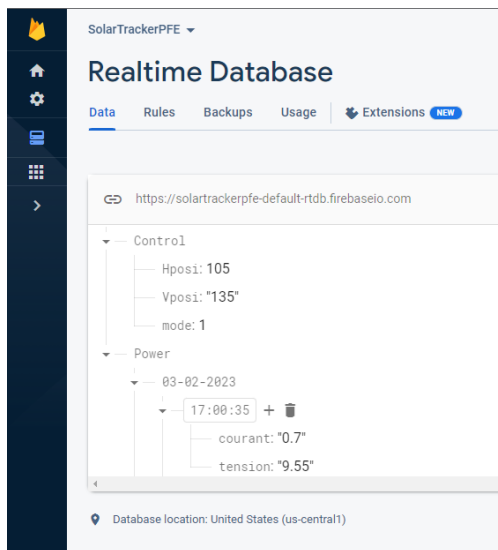 SolarTrackerPFE
Realtime Database
Data Rules Backups Usage Extensions NEW
https://solartrackerpfe-default-rtdb.firebaseio.com
Control
Hposi: 105
Vposi: "135"
mode: 1
Power
03-02-2023
17:00:35
courant: "0.7"
tension: "9.55"
Database location: United States (us-central1)